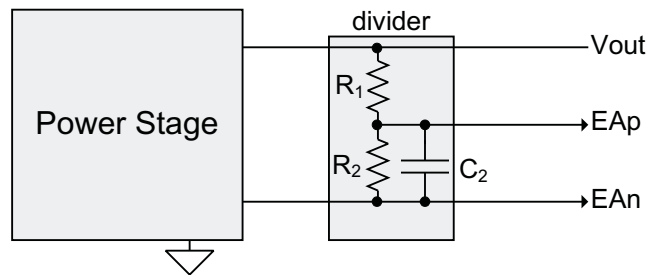 divider
Vout
R₁
Power Stage
EAp
R₂
C₂
EAn